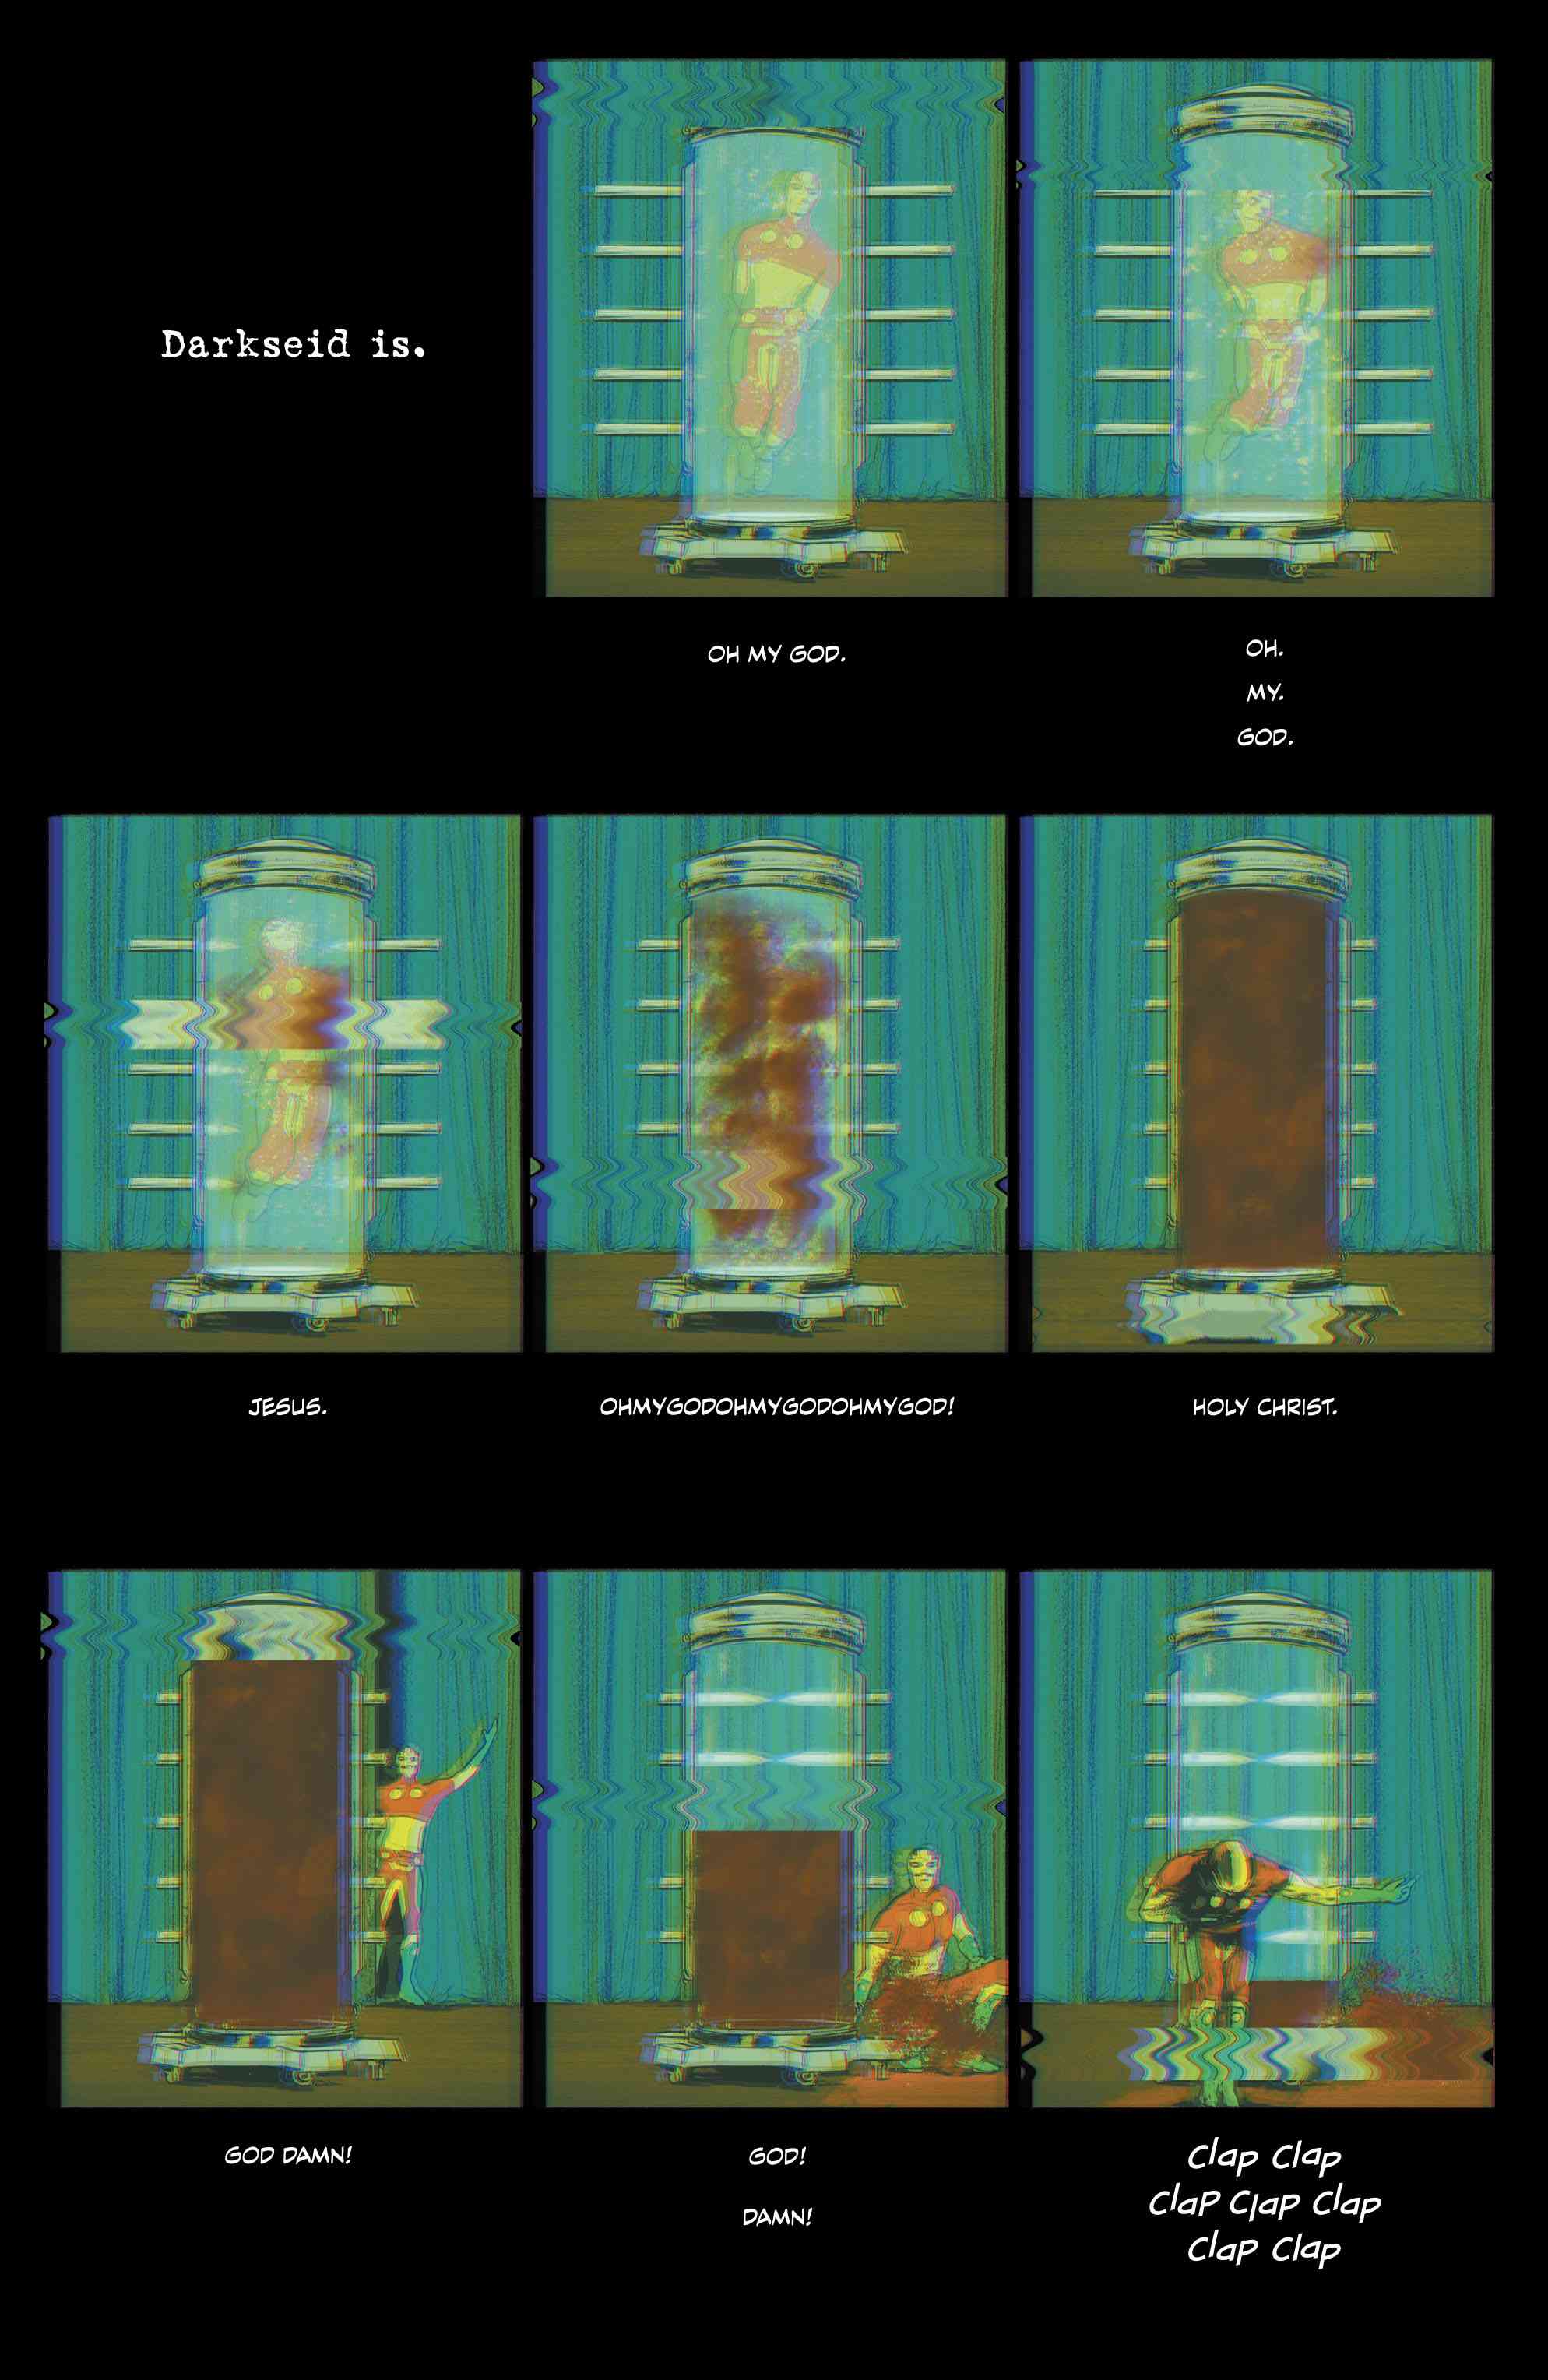 Darkseid is.
OH MY GOD.
OH.
MY.
GOD.
JESUS.
OHMYGODOHMYGODOHMYGOD!
HOLY CHRIST.
GOD DAMN!
GOD!
DAMN!
Clap Clap
Clap Clap Clap
Clap Clap